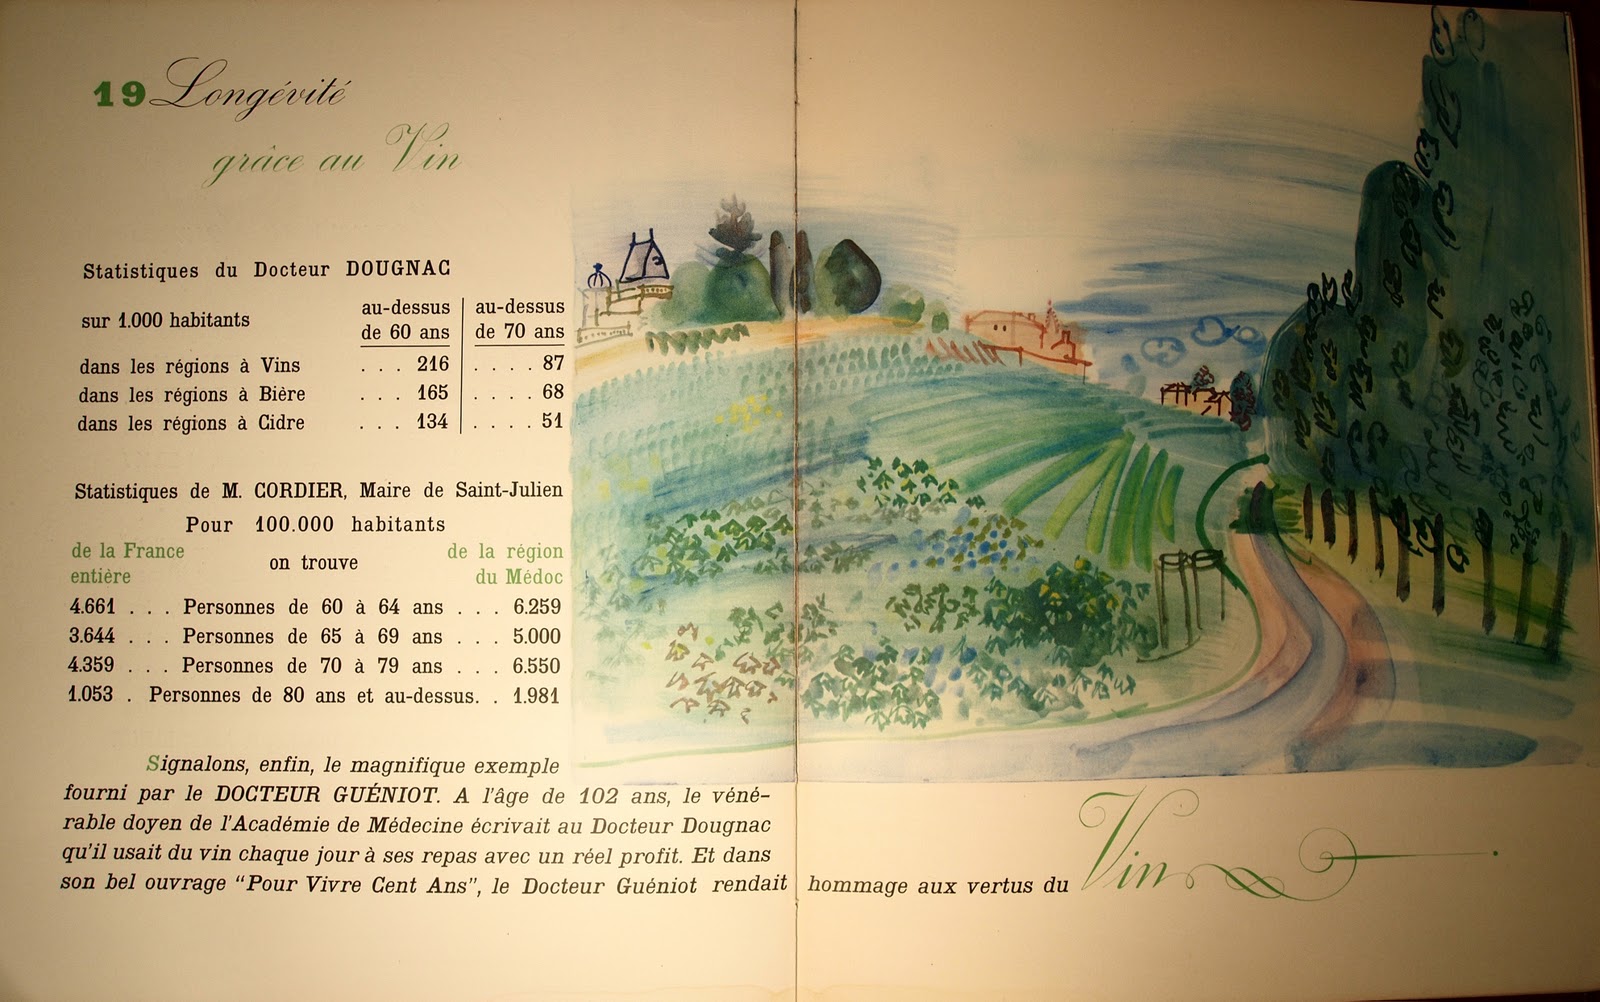 19 Longévité
grâce au Vin
Statistiques du Docteur DOUGNAC
sur 1.000 habitants au-dessus de 60 ans au-dessus de 70 ans
dans les régions à Vins . . . 216 . . . . 87
dans les régions à Bière . . . 165 . . . . 68
dans les régions à Cidre . . . 134 . . . . 51
Statistiques de M. CORDIER, Maire de Saint-Julien
Pour 100.000 habitants
de la France entière on trouve de la région du Médoc
4.661 . . . Personnes de 60 à 64 ans . . . 6.259
3.644 . . . Personnes de 65 à 69 ans . . . 5.000
4.359 . . . Personnes de 70 à 79 ans . . . 6.550
1.053 . Personnes de 80 ans et au-dessus. . 1.981
Signalons, enfin, le magnifique exemple
fourni par le DOCTEUR GUÉNIOT. A l'âge de 102 ans, le véné-
rable doyen de l'Académie de Médecine écrivait au Docteur Dougnac
qu'il usait du vin chaque jour à ses repas avec un réel profit. Et dans
son bel ouvrage "Pour Vivre Cent Ans", le Docteur Guéniot rendait hommage aux vertus du Vin